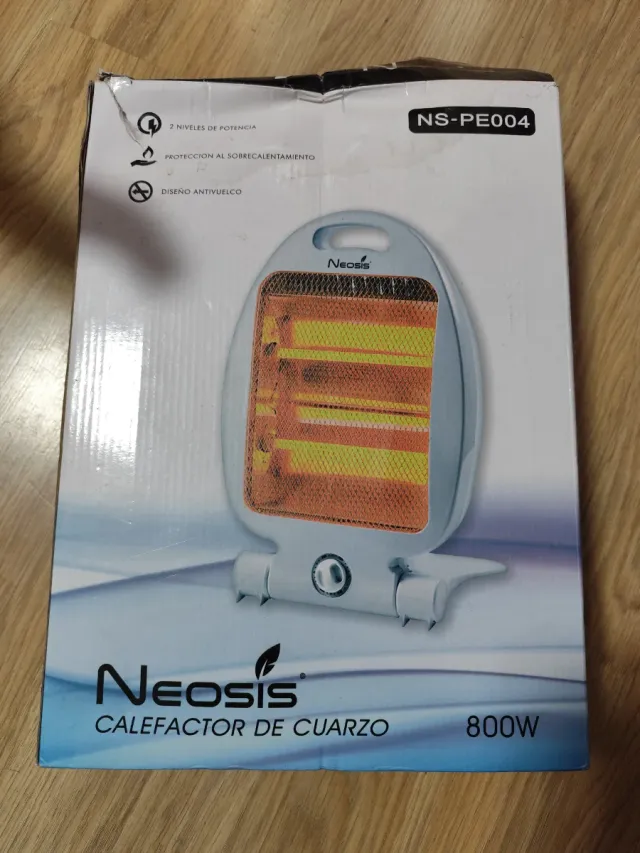 NS-PE004
2 NIVELES DE POTENCIA
PROTECCION AL SOBRECALENTAMIENTO
DISEÑO ANTIVUELCO
NEOSIS
NEOSIS®
CALEFACTOR DE CUARZO
800W